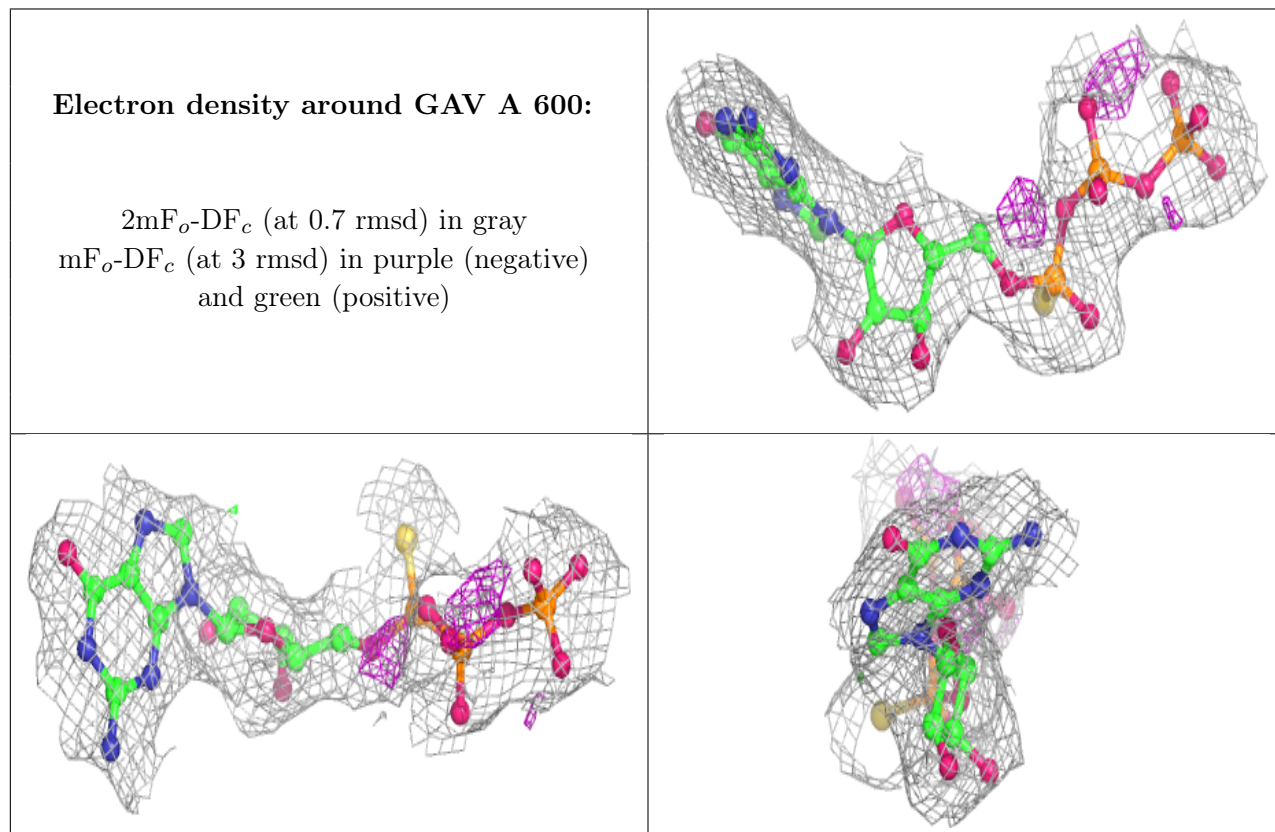 Electron density around GAV A 600:
2mFo-DFc (at 0.7 rmsd) in gray
mFo-DFc (at 3 rmsd) in purple (negative)
and green (positive)